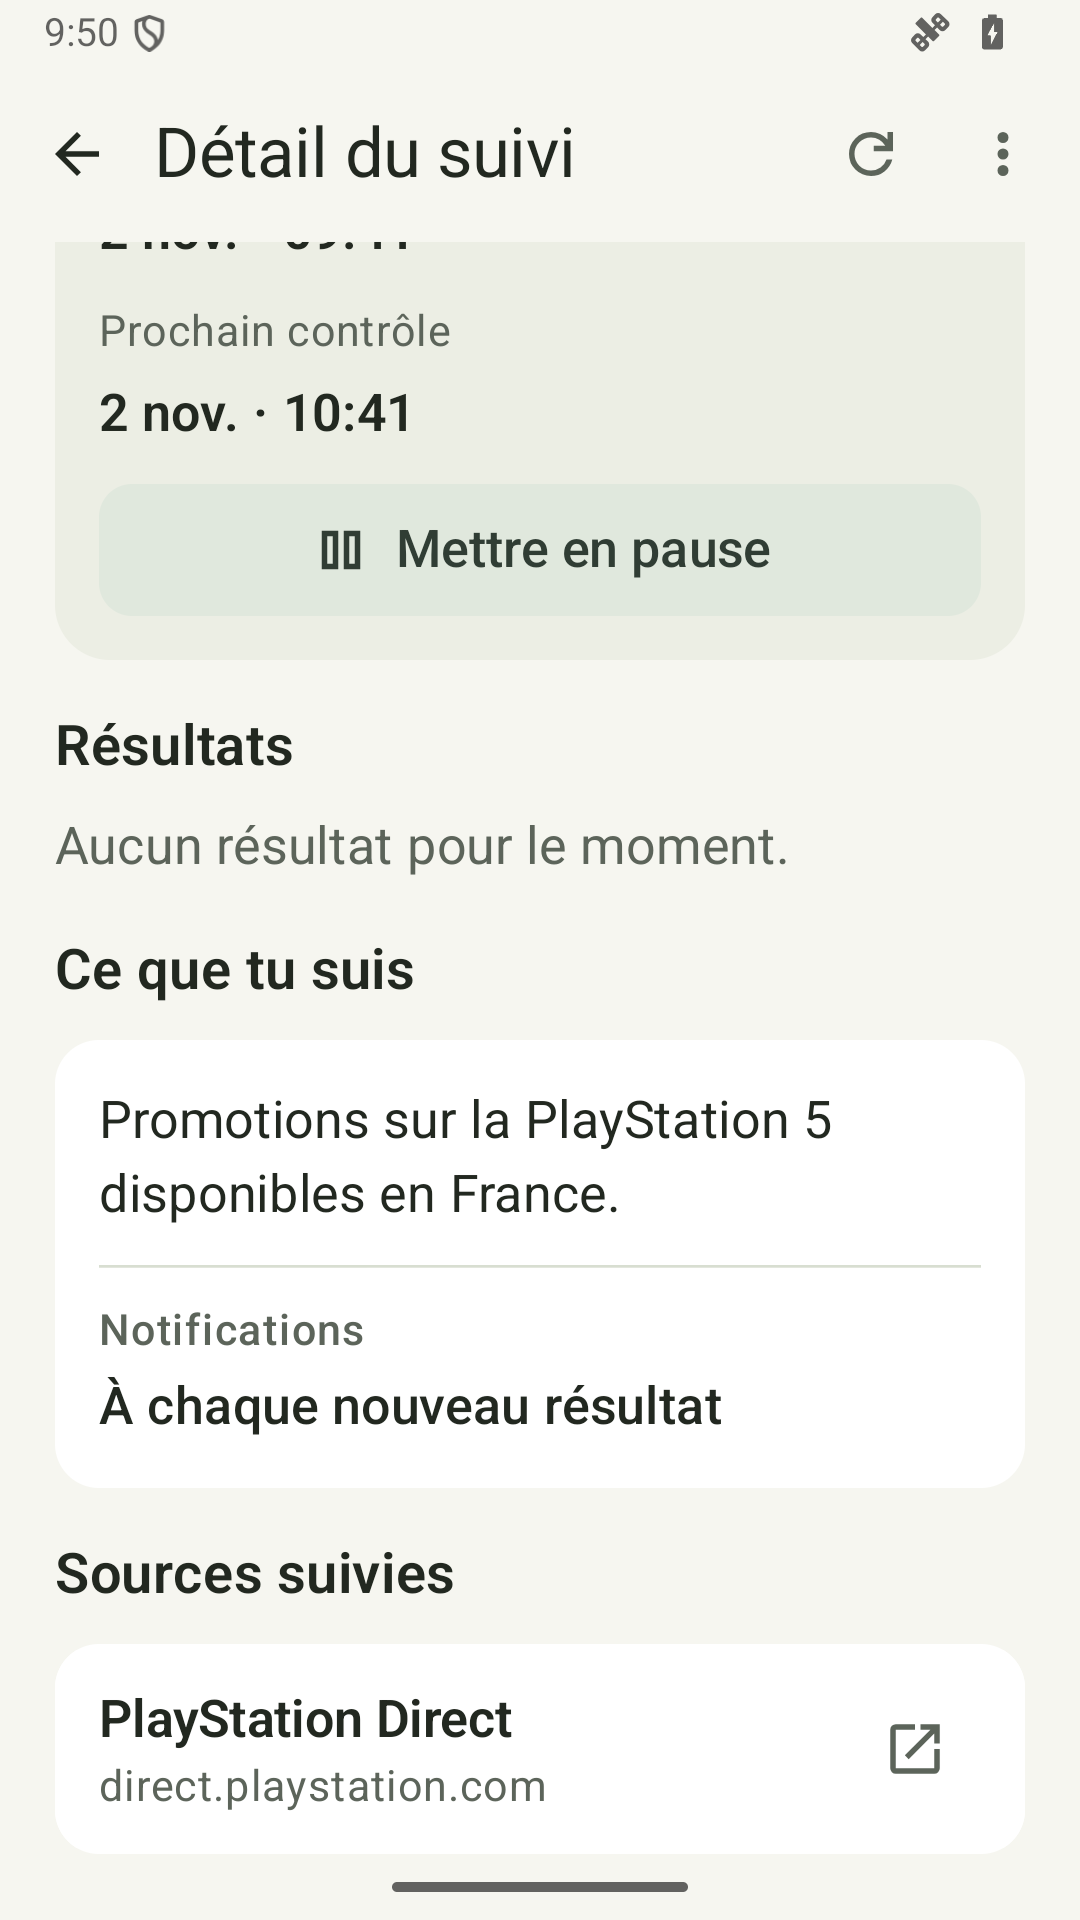 9:50
Détail du suivi
2 nov. 
Prochain contrôle
2 nov. · 10:41
Mettre en pause
Résultats
Aucun résultat pour le moment.
Ce que tu suis
Promotions sur la PlayStation 5
disponibles en France.
Notifications
À chaque nouveau résultat
Sources suivies
PlayStation Direct
direct.playstation.com